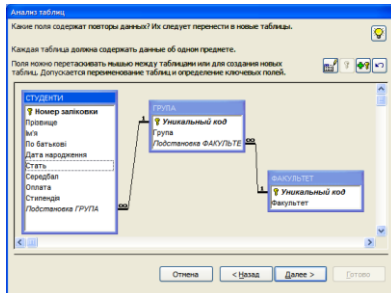 Анализ таблиц
Какие поля содержат повторы данных? Их следует перенести в новые таблицы.
Каждая таблица должна содержать данные об одном предмете.
Поля можно перетаскивать мышью между таблицами или для создания новых
таблиц. Допускается переименование таблиц и определение ключевых полей.
СТУДЕНТИ
Номер заліковки
Прізвище
Ім'я
По батькові
Дата народження
Стать
Середбал
Оплата
Стипендія
Подстановка ГРУПА
ГРУПА
Уникальный код
Група
Подстановка ФАКУЛЬТЕ
ФАКУЛЬТЕТ
Уникальный код
Факультет
1
∞
1
∞
Отмена
< Назад
Далее >
Готово